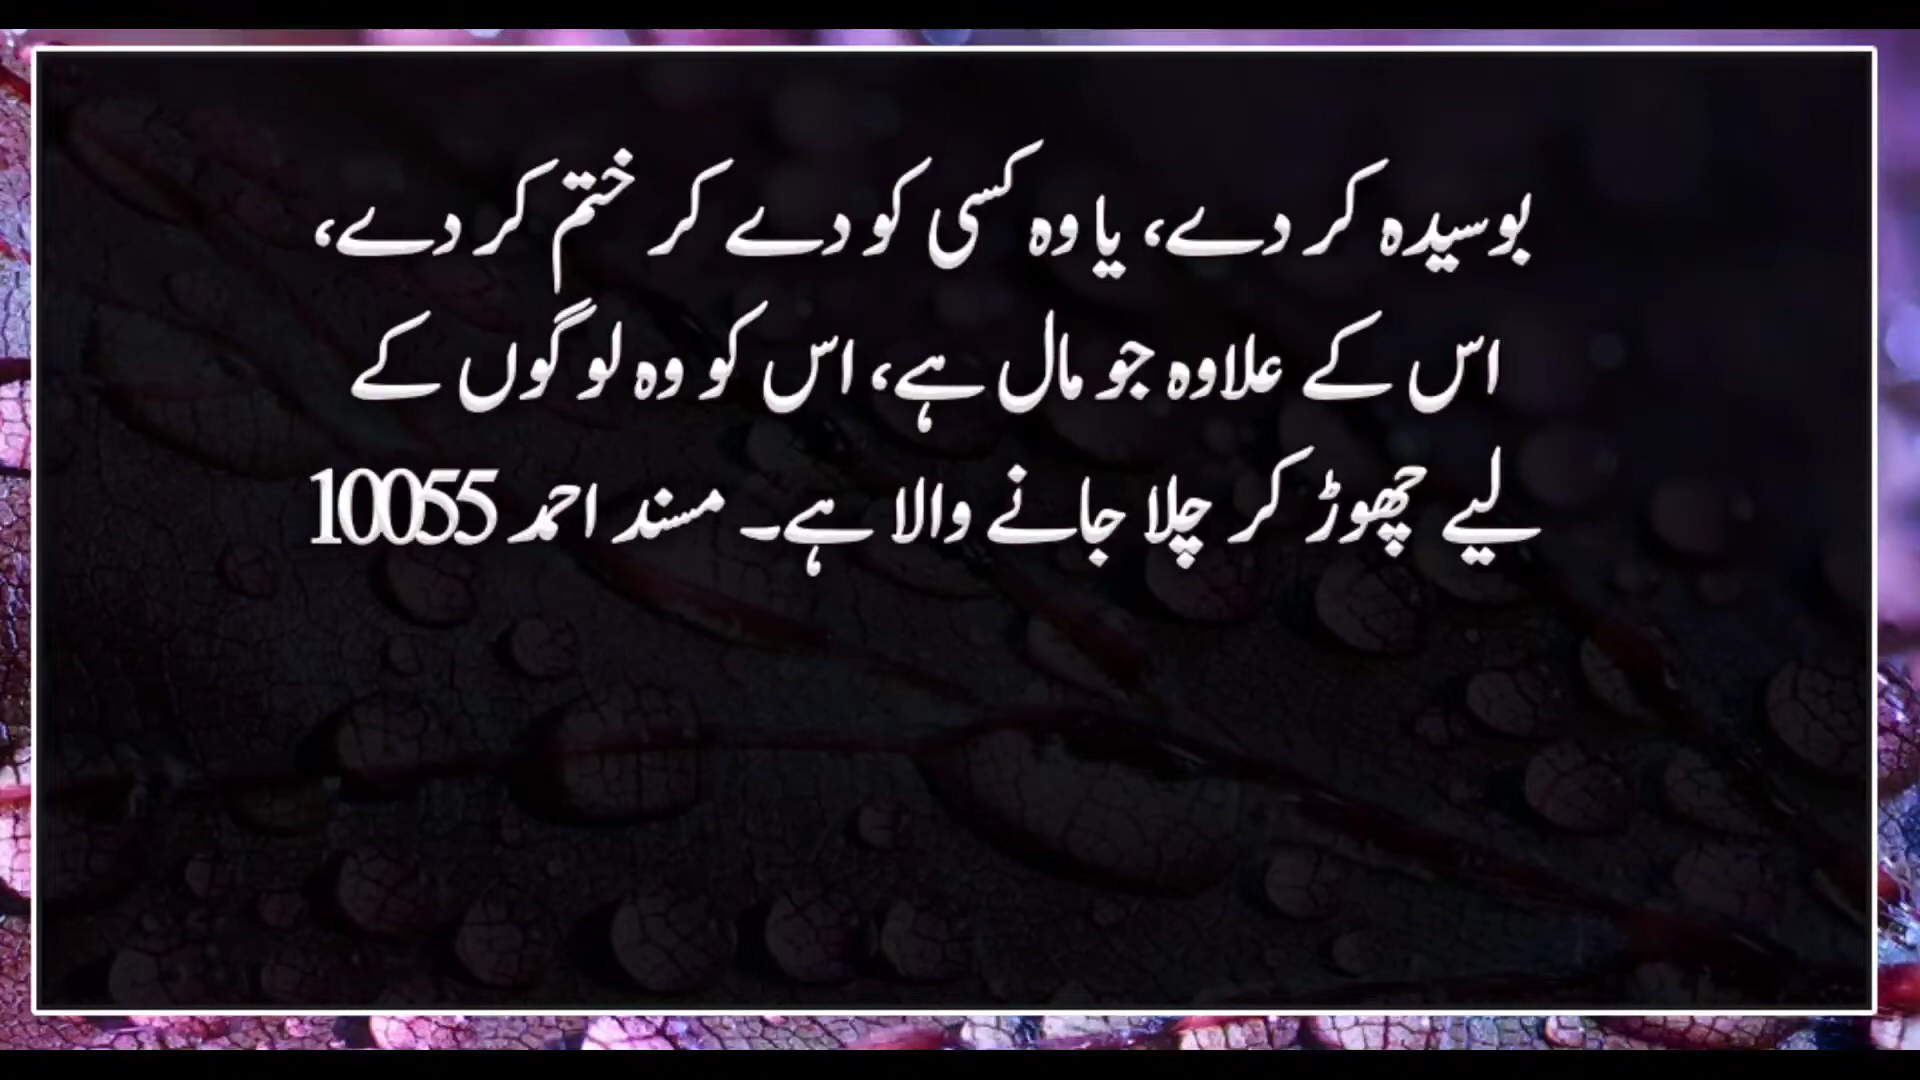 بوسیدہ کر دے، یا وہ کسی کو دے کر ختم کر دے،
اس کے علاوہ جو مال ہے، اس کو وہ لوگوں کے
لیے چھوڑ کر چلا جانے والا ہے۔ مسند احمد 10055